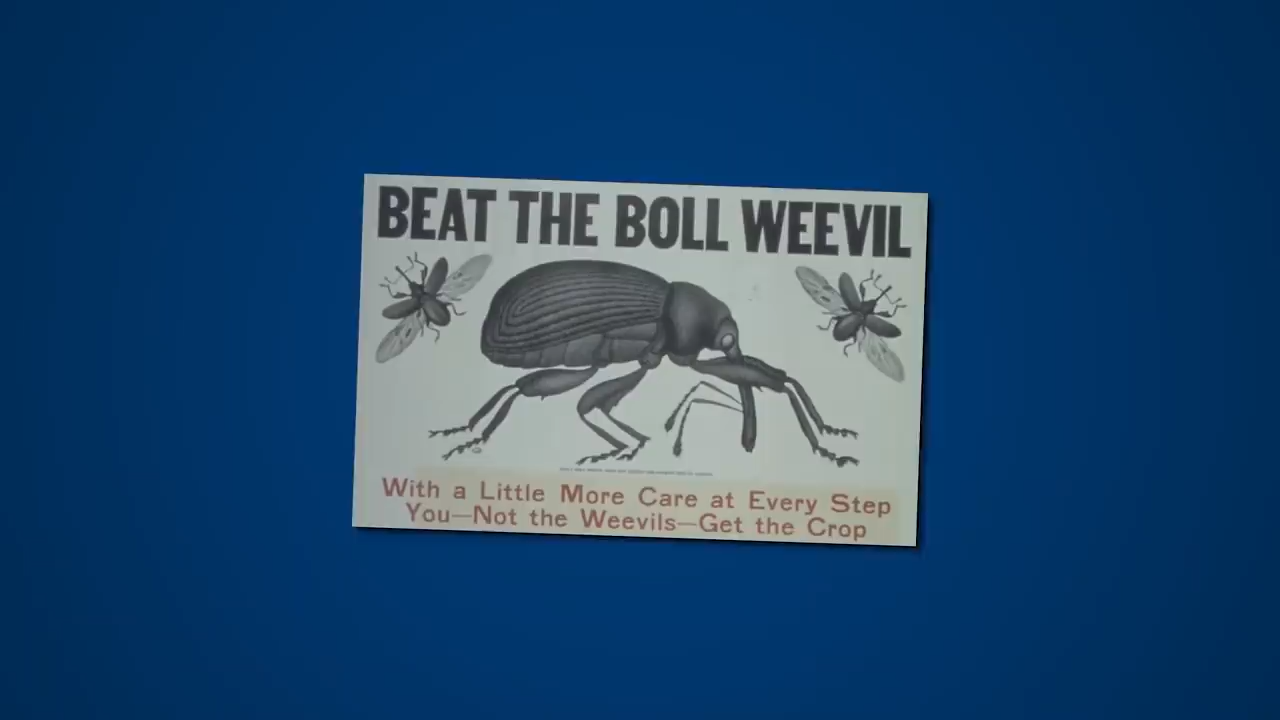 BEAT THE BOLL WEEVIL
With a Little More Care at Every Step
You—Not the Weevils—Get the Crop